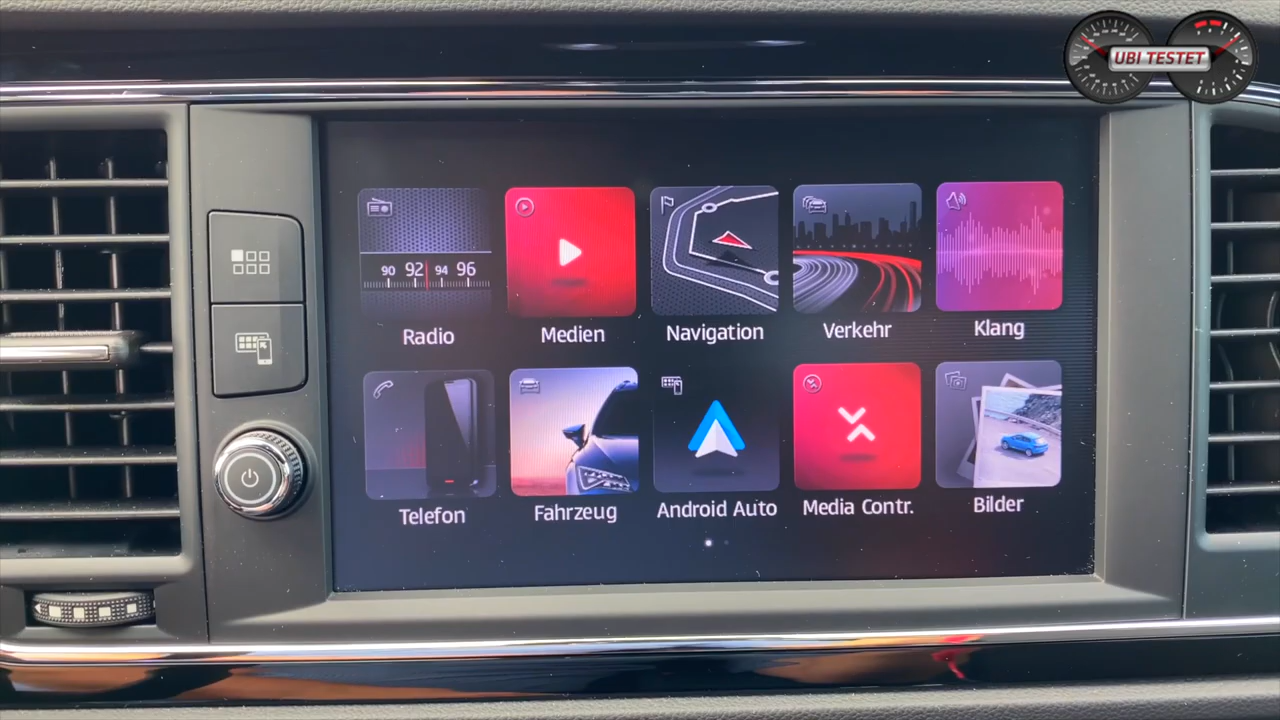 UBI TESTET
90 92 94 96
Radio
Medien
Navigation
Verkehr
Klang
Telefon
Fahrzeug
Android Auto
Media Contr.
Bilder